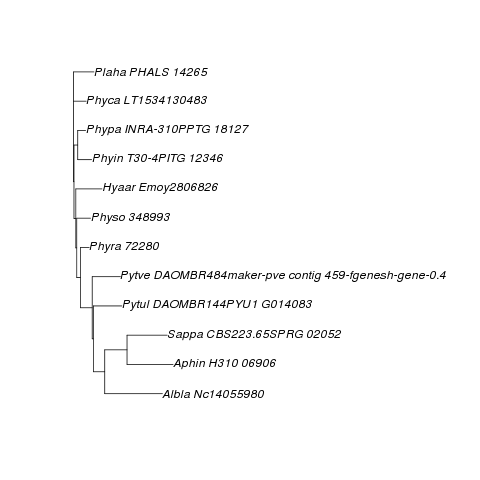 Plaha PHALS 14265
Phyca LT1534130483
Phypa INRA-310PPTG 18127
Phyin T30-4PITG 12346
Hyaar Emoy2806826
Physo 348993
Phyra 72280
Pytve DAOMBR484maker-pve contig 459-fgenesh-gene-0.4
Pytul DAOMBR144PYU1 G014083
Sappa CBS223.65SPRG 02052
Aphin H310 06906
Albla Nc14055980